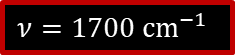 𝜈 = 1700 cm⁻¹